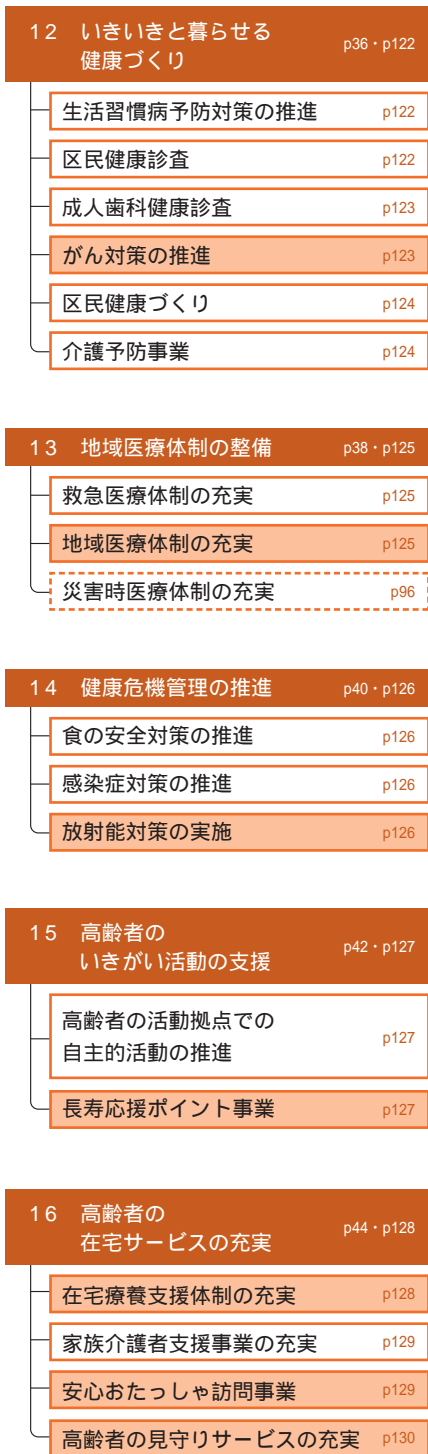 12 いきいきと暮らせる
健康づくり p36・p122
生活習慣病予防対策の推進 p122
区民健康診査 p122
成人歯科健康診査 p123
がん対策の推進 p123
区民健康づくり p124
介護予防事業 p124
13 地域医療体制の整備 p38・p125
救急医療体制の充実 p125
地域医療体制の充実 p125
災害時医療体制の充実 p96
14 健康危機管理の推進 p40・p126
食の安全対策の推進 p126
感染症対策の推進 p126
放射能対策の実施 p126
15 高齢者の
いきがい活動の支援 p42・p127
高齢者の活動拠点での
自主的活動の推進 p127
長寿応援ポイント事業 p127
16 高齢者の
在宅サービスの充実 p44・p128
在宅療養支援体制の充実 p128
家族介護者支援事業の充実 p129
安心おたっしゃ訪問事業 p129
高齢者の見守りサービスの充実 p130